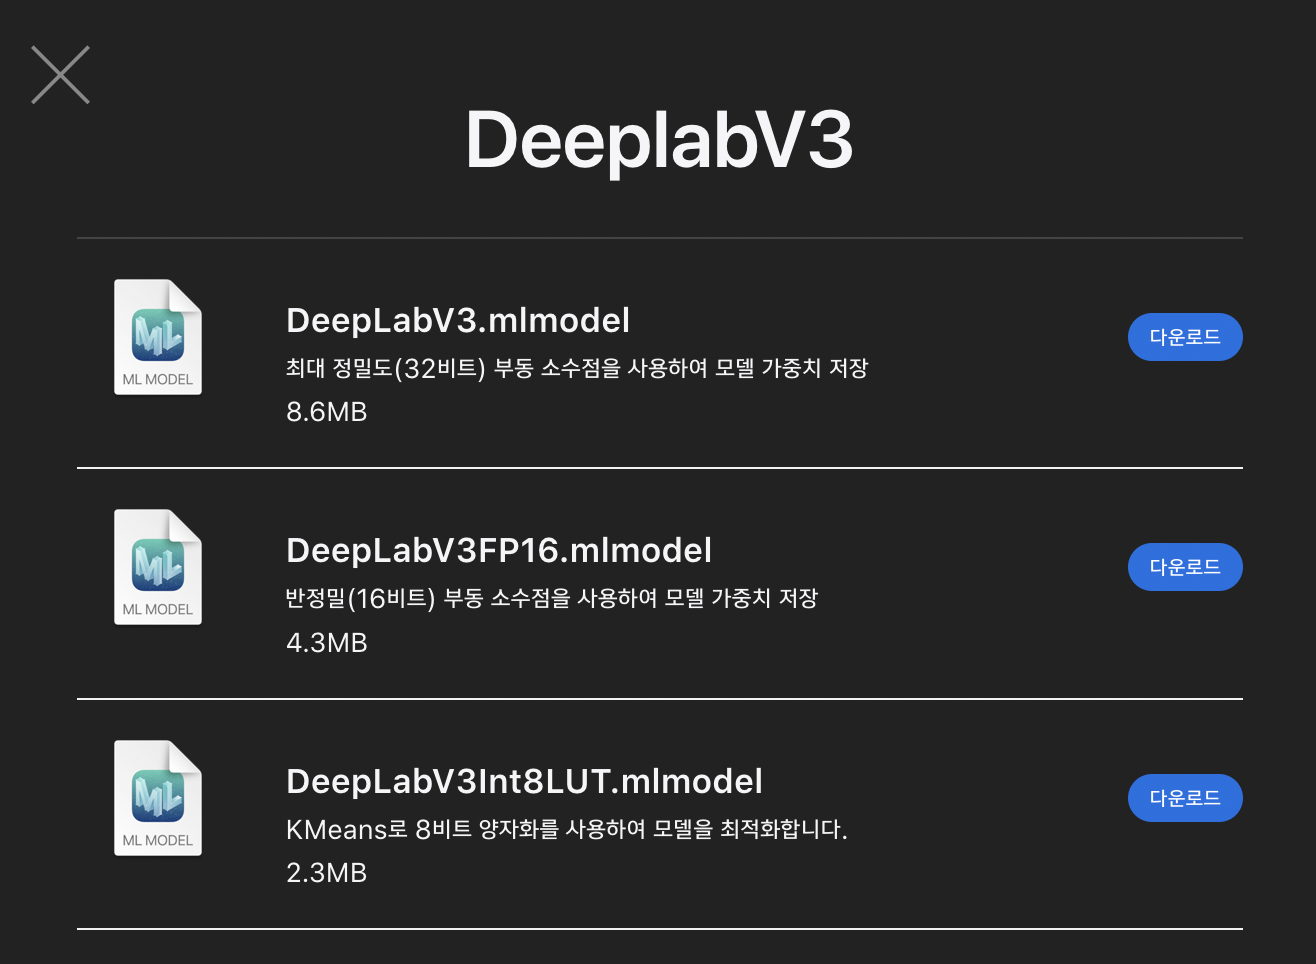 DeeplabV3
ML MODEL
DeepLabV3.mlmodel
최대 정밀도(32비트) 부동 소수점을 사용하여 모델 가중치 저장
8.6MB
다운로드
ML MODEL
DeepLabV3FP16.mlmodel
반정밀(16비트) 부동 소수점을 사용하여 모델 가중치 저장
4.3MB
다운로드
ML MODEL
DeepLabV3Int8LUT.mlmodel
KMeans로 8비트 양자화를 사용하여 모델을 최적화합니다.
2.3MB
다운로드